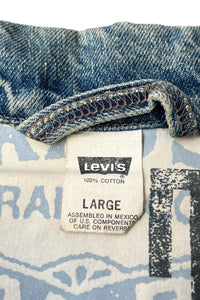 Levi's
100% COTTON
LARGE
ASSEMBLED IN MEXICO
OF U.S. COMPONENTS
CARE ON REVERSE